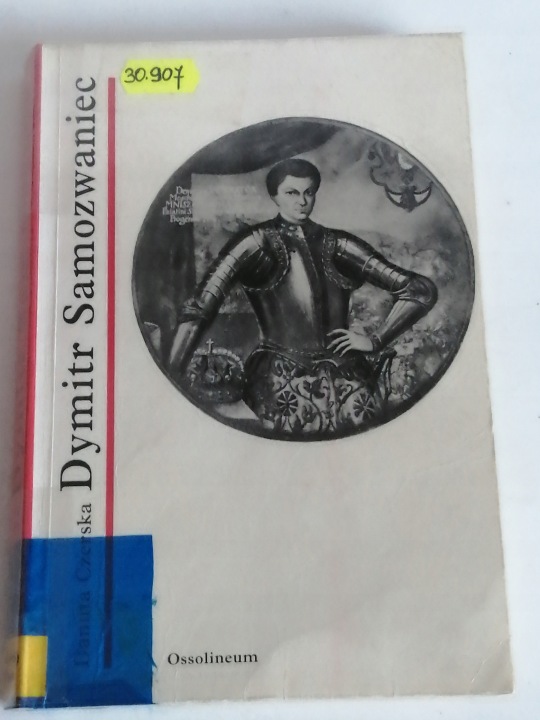 30.907
Danuta Czerska Dymitr Samozwaniec
Ossolineum